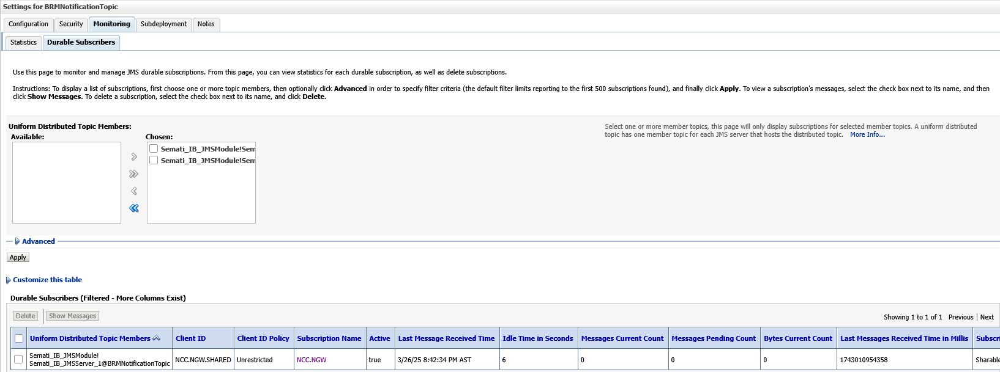 Settings for BRMNotificationTopic
Configuration Security Monitoring Subdeployment Notes
Statistics Durable Subscribers
Use this page to monitor and manage JMS durable subscriptions. From this page, you can view statistics for each durable subscription, as well as delete subscriptions.
Instructions: To display a list of subscriptions, first choose one or more topic members, then optionally click Advanced in order to specify filter criteria (the default filter limits reporting to the first 500 subscriptions found), and finally click Apply. To view a subscription's messages, select the check box next to its name, and then
click Show Messages. To delete a subscription, select the check box next to its name, and click Delete.
Uniform Distributed Topic Members:
Available:
Chosen:
Semati_IB_JMSModule!Sem
Semati_IB_JMSModule!Sem
Select one or more member topics, this page will only display subscriptions for selected member topics. A uniform distributed
topic has one member topic for each JMS server that hosts the distributed topic. More Info...
Advanced
Apply
Customize this table
Durable Subscribers (Filtered - More Columns Exist)
Delete Show Messages
Showing 1 to 1 of 1 Previous | Next
Uniform Distributed Topic Members Client ID Client ID Policy Subscription Name Active Last Message Received Time Idle Time in Seconds Messages Current Count Messages Pending Count Bytes Current Count Last Messages Received Time in Millis Subscri
Semati_IB_JMSModule!
Semati_IB_JMSServer_1@BRMNotificationTopic NCC.NGW.SHARED Unrestricted NCC.NGW true 3/26/25 8:42:34 PM AST 6 0 0 0 1743010954358 Sharable